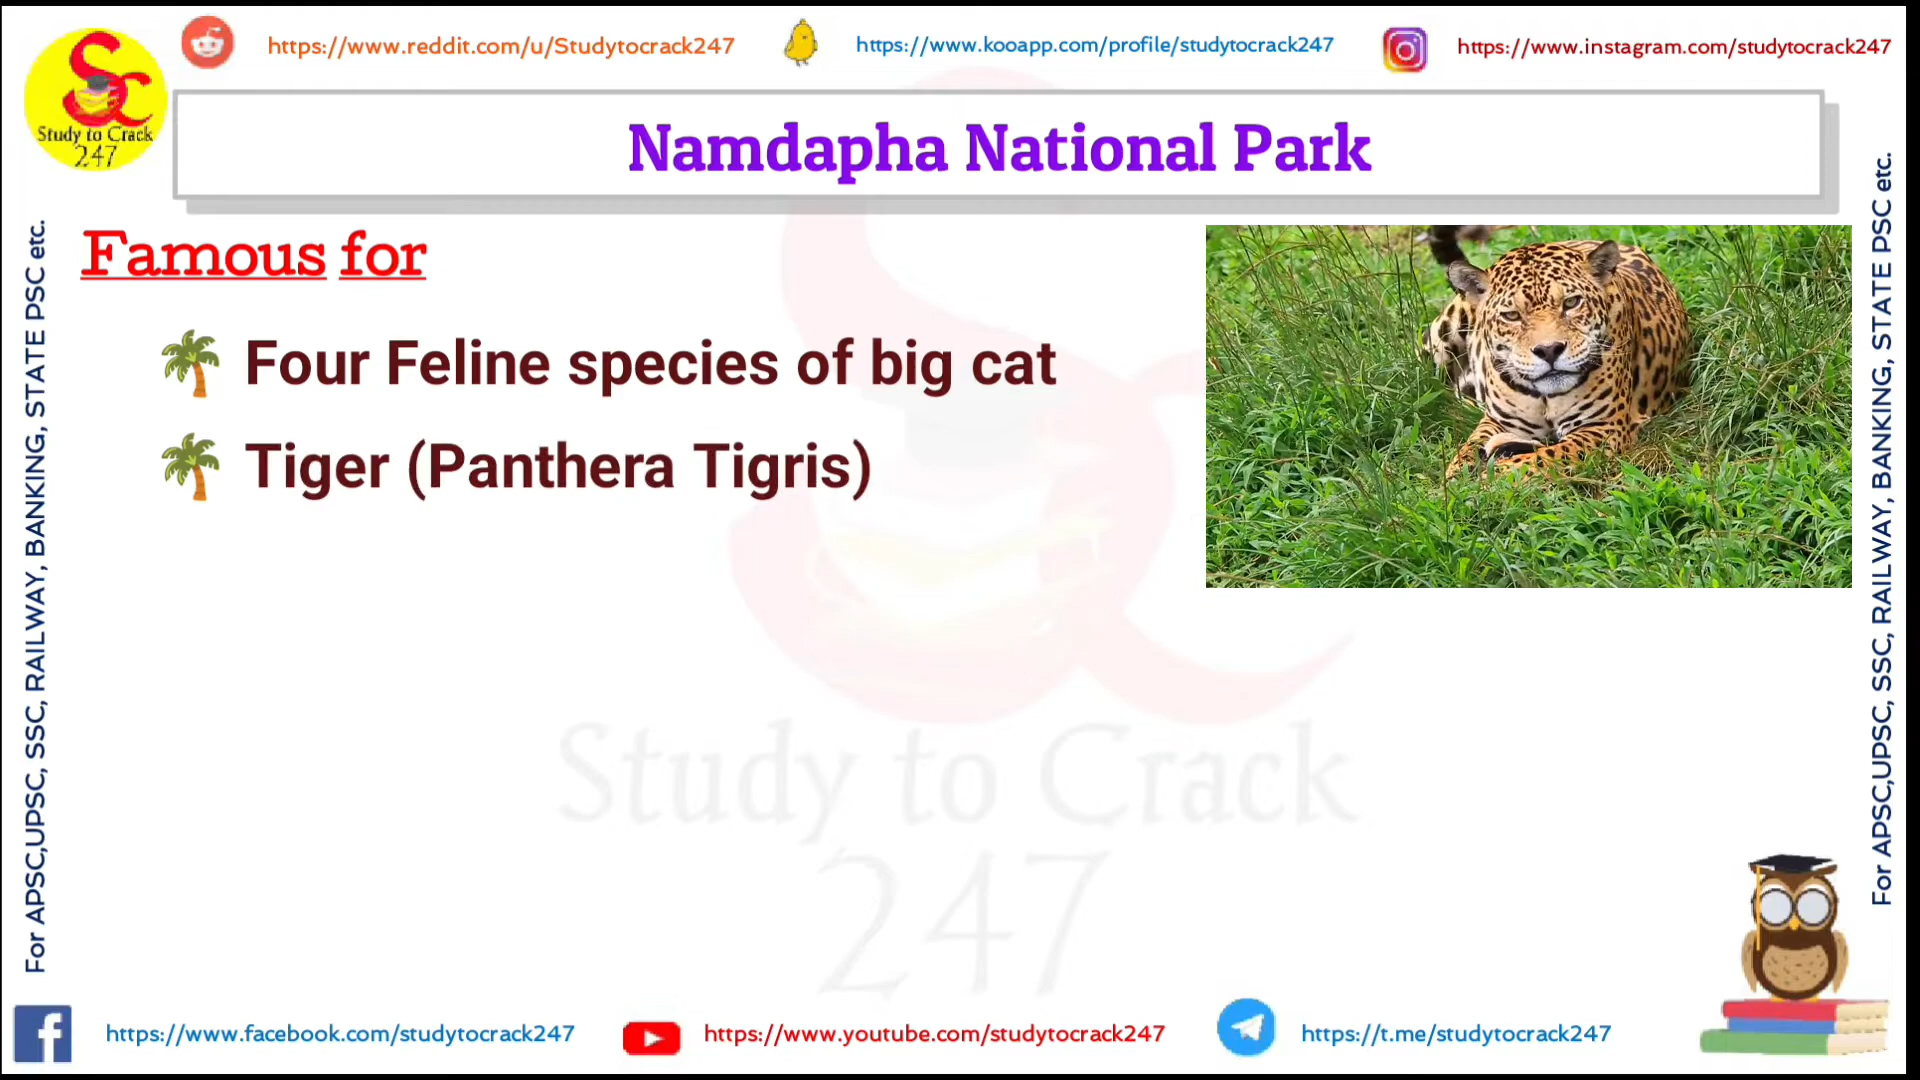 https://www.reddit.com/u/Studytocrack247
https://www.kooapp.com/profile/studytocrack247
https://www.instagram.com/studytocrack247
Study to Crack
247
Namdapha National Park
Famous for
Four Feline species of big cat
Tiger (Panthera Tigris)
For APSC,UPSC, SSC, RAILWAY, BANKING, STATE PSC etc.
For APSC,UPSC, SSC, RAILWAY, BANKING, STATE PSC etc.
Study to Crack
247
https://www.facebook.com/studytocrack247
https://www.youtube.com/studytocrack247
https://t.me/studytocrack247